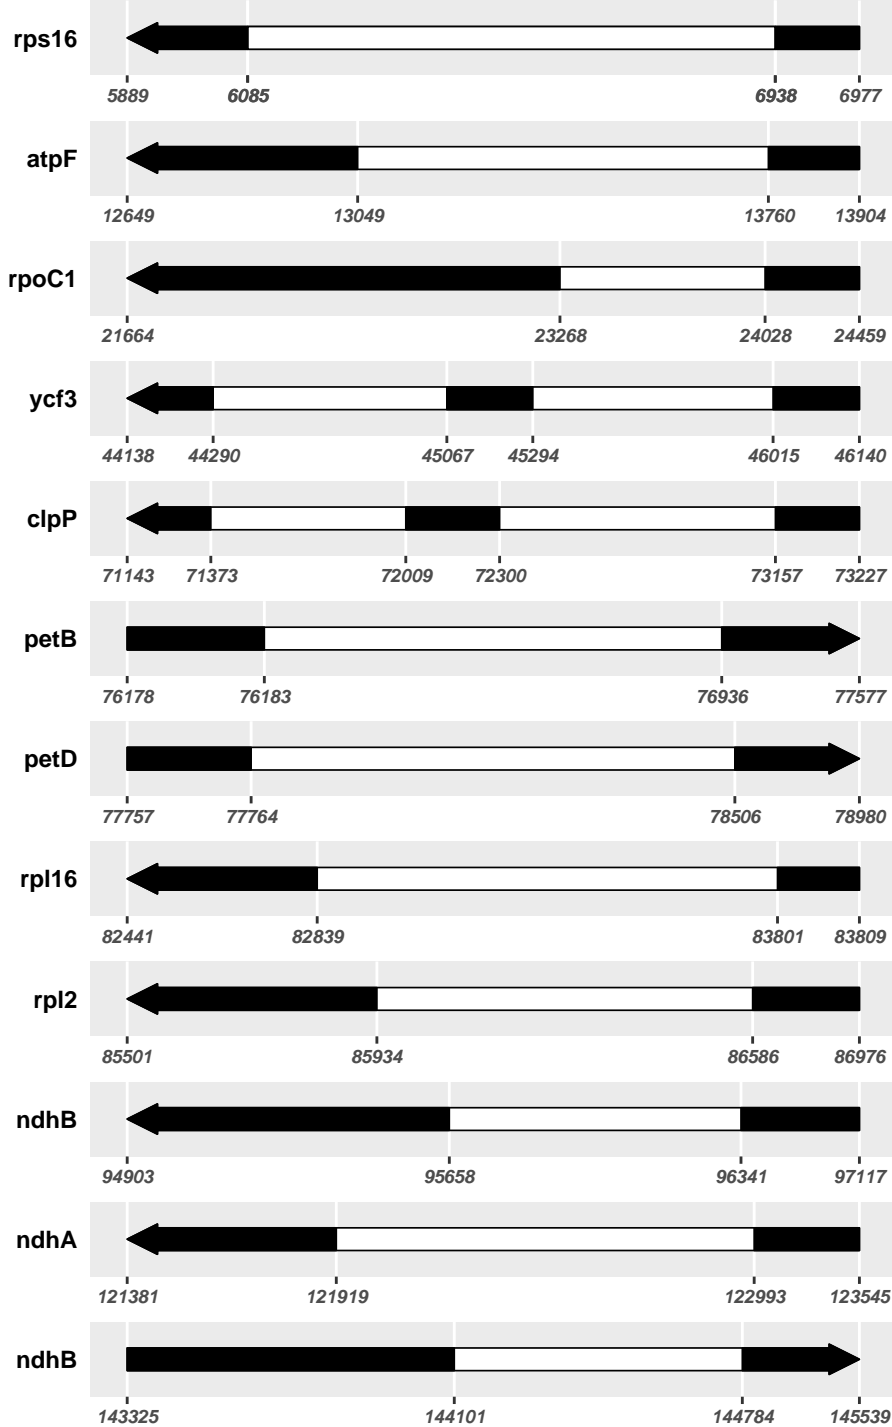 rps16
5889 6085 6938 6977
atpF
12649 13049 13760 13904
rpoC1
21664 23268 24028 24459
ycf3
44138 44290 45067 45294 46015 46140
clpP
71143 71373 72009 72300 73157 73227
petB
76178 76183 76936 77577
petD
77757 77764 78506 78980
rpl16
82441 82839 83801 83809
rpl2
85501 85934 86586 86976
ndhB
94903 95658 96341 97117
ndhA
121381 121919 122993 123545
ndhB
143325 144101 144784 145539